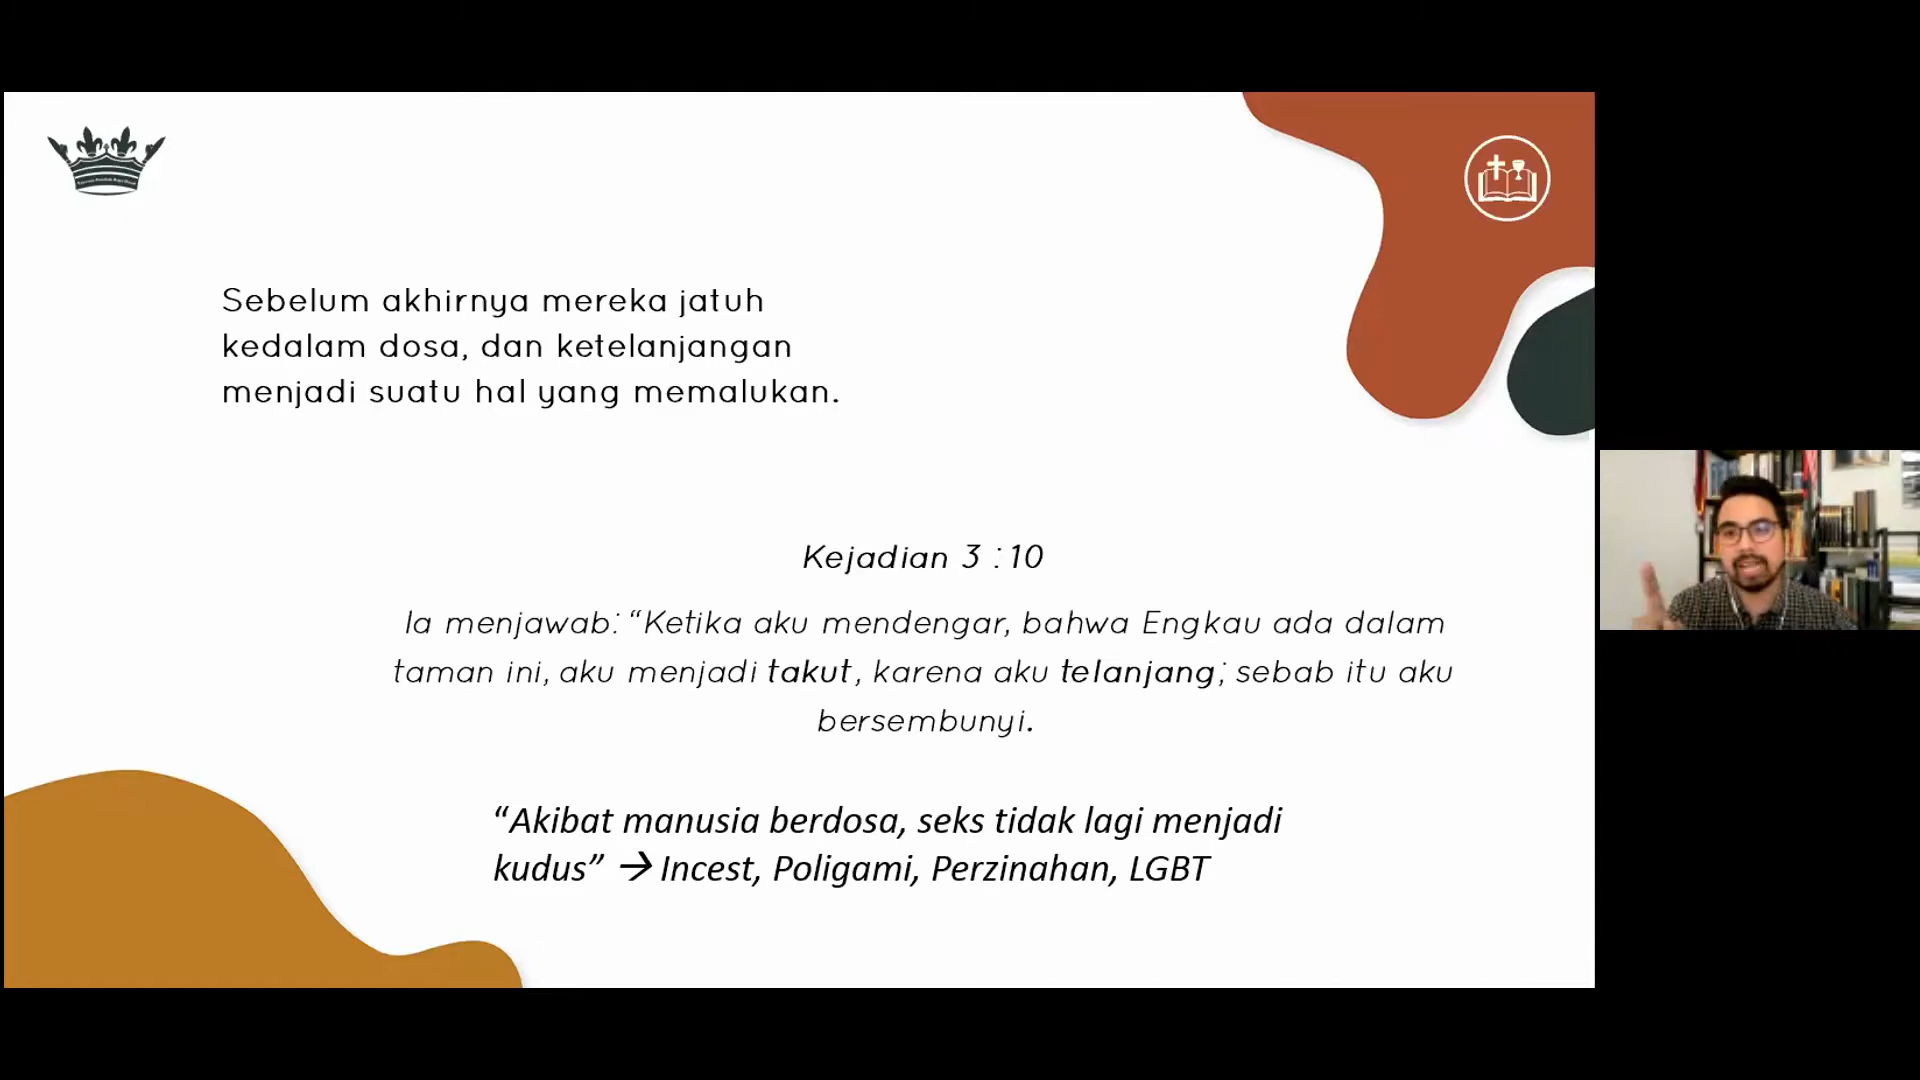 Sebelum akhirnya mereka jatuh
kedalam dosa, dan ketelanjangan
menjadi suatu hal yang memalukan.
Kejadian 3 : 10
Ia menjawab: “Ketika aku mendengar, bahwa Engkau ada dalam
taman ini, aku menjadi takut, karena aku telanjang; sebab itu aku
bersembunyi.
“Akibat manusia berdosa, seks tidak lagi menjadi
kudus” → Incest, Poligami, Perzinahan, LGBT